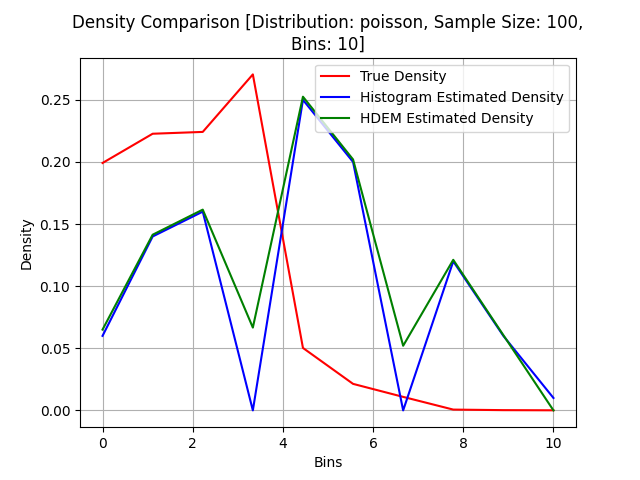 Density Comparison [Distribution: poisson, Sample Size: 100,
Bins: 10]
True Density
Histogram Estimated Density
HDEM Estimated Density
Density
0.25
0.20
0.15
0.10
0.05
0.00
0 2 4 6 8 10
Bins